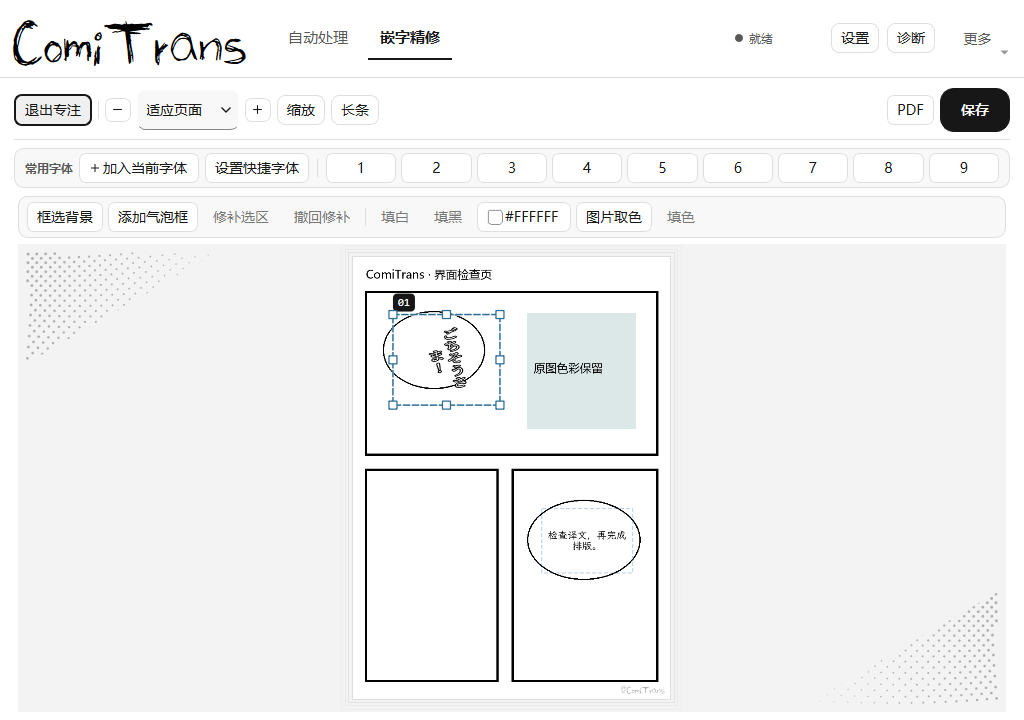 ComiTrans
自动处理
嵌字精修
就绪
设置
诊断
更多
退出专注
−
适应页面
+
缩放
长条
PDF
保存
常用字体
+ 加入当前字体
设置快捷字体
1
2
3
4
5
6
7
8
9
框选背景
添加气泡框
修补选区
撤回修补
填白
填黑
#FFFFFF
图片取色
填色
ComiTrans · 界面检查页
01
ごちそうさ
ま!
原图色彩保留
检查译文，再完成
排版。
©ComiTrans